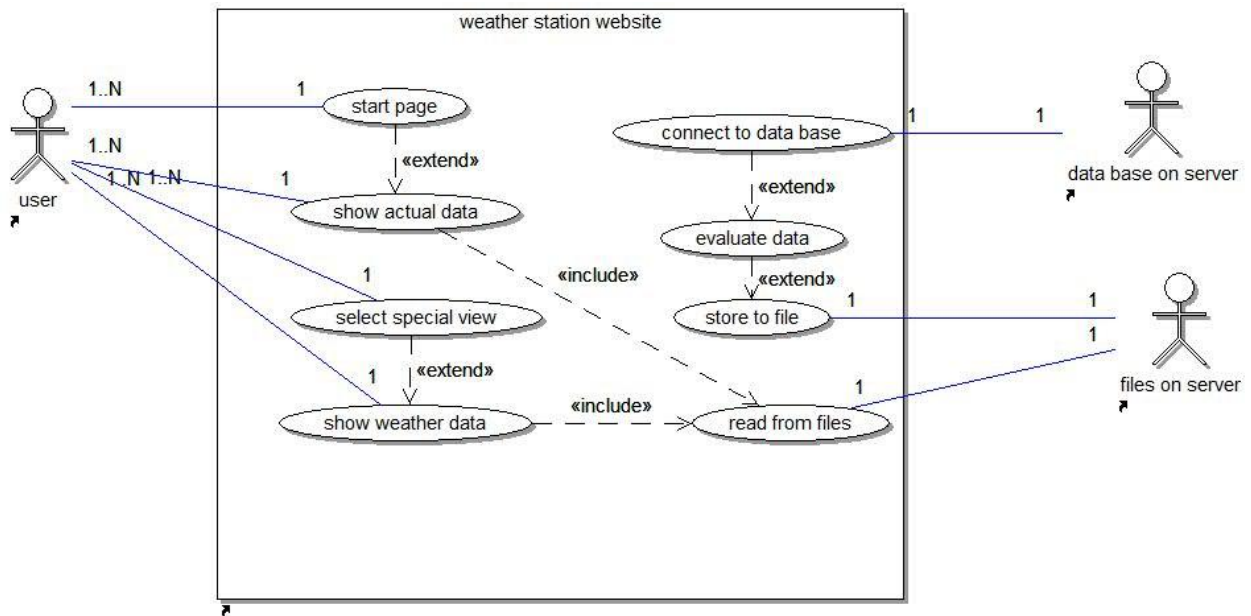 weather station website
1..N 1
start page
1 1
connect to data base
«extend»
data base on server
user
1..N
1..N 1..N 1
show actual data
«extend»
evaluate data
«include»
«extend»
1
select special view
1 1
store to file
1
files on server
«extend»
1
show weather data
«include»
1
read from files